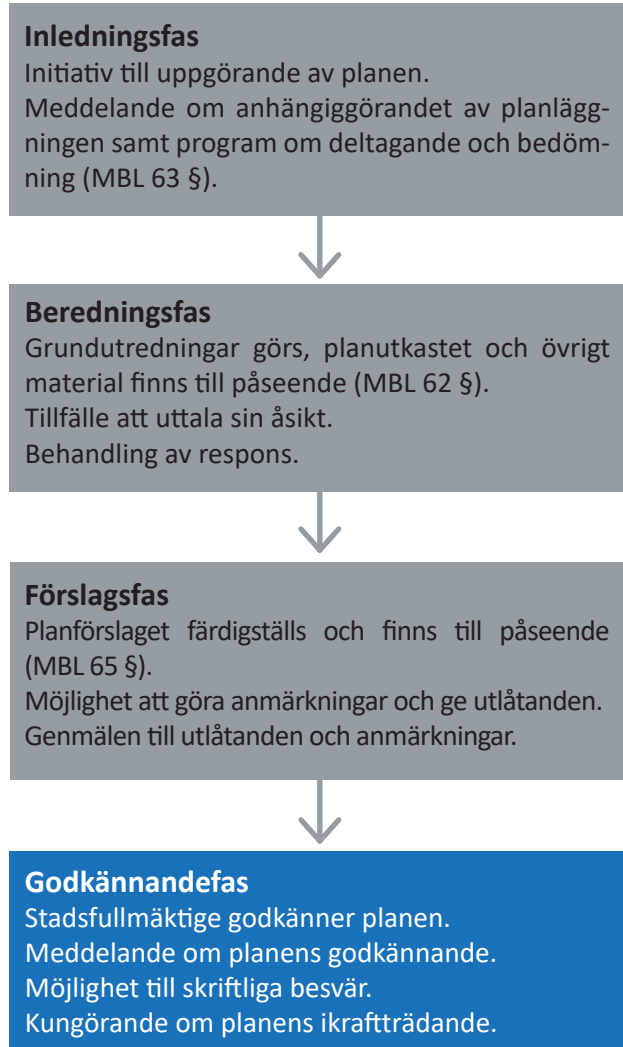 Inledningsfas
Initiativ till uppgörande av planen.
Meddelande om anhängiggörandet av planlägg-
ningen samt program om deltagande och bedöm-
ning (MBL 63 §).
Beredningsfas
Grundutredningar görs, planutkastet och övrigt
material finns till påseende (MBL 62 §).
Tillfälle att uttala sin åsikt.
Behandling av respons.
Förslagsfas
Planförslaget färdigställs och finns till påseende
(MBL 65 §).
Möjlighet att göra anmärkningar och ge utlåtanden.
Genmälen till utlåtanden och anmärkningar.
Godkännandefas
Stadsfullmäktige godkänner planen.
Meddelande om planens godkännande.
Möjlighet till skriftliga besvär.
Kungörande om planens ikraftträdande.